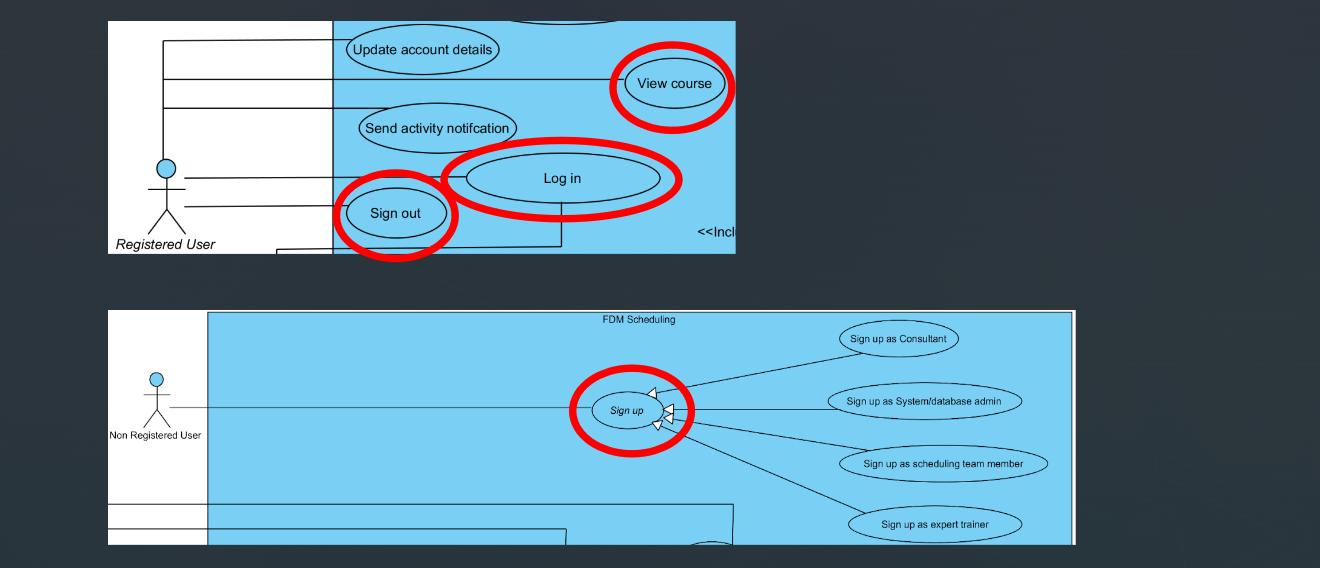 Update account details
View course
Send activity notifcation
Log in
Sign out
<<Incl
Registered User
FDM Scheduling
Sign up as Consultant
Sign up as System/database admin
Sign up
Non Registered User
Sign up as scheduling team member
Sign up as expert trainer